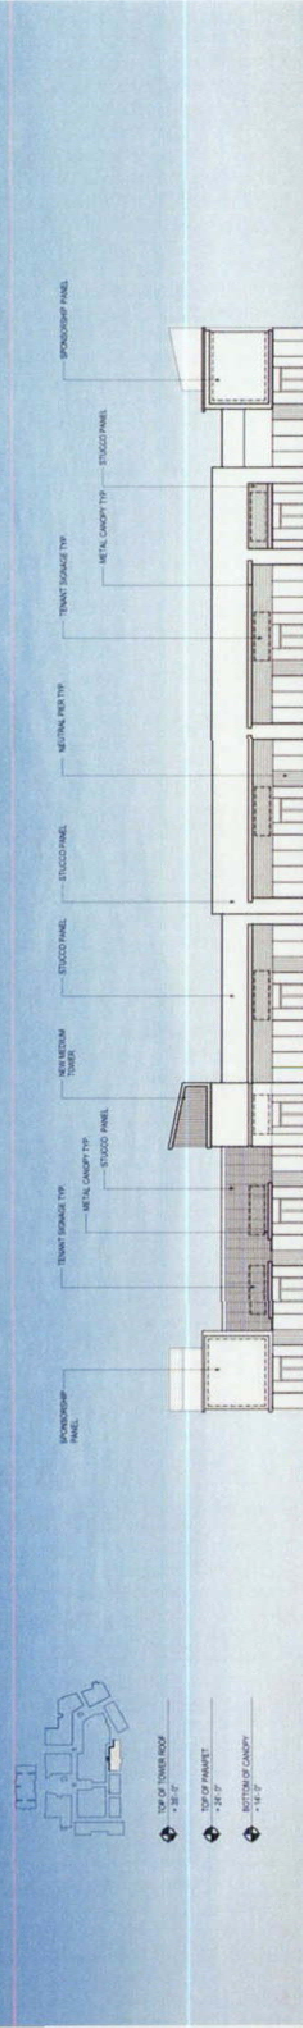 SPONSORSHIP
PANEL
TENANT SIGNAGE TYP.
METAL CANOPY TYP.
STUCCO PANEL
NEW MEDIUM
TOWER
STUCCO PANEL
STUCCO PANEL
NEUTRAL PIER TYP.
TENANT SIGNAGE TYP.
METAL CANOPY TYP.
STUCCO PANEL
SPONSORSHIP PANEL
TOP OF TOWER ROOF
TOP OF PARAPET
BOTTOM OF CANOPY